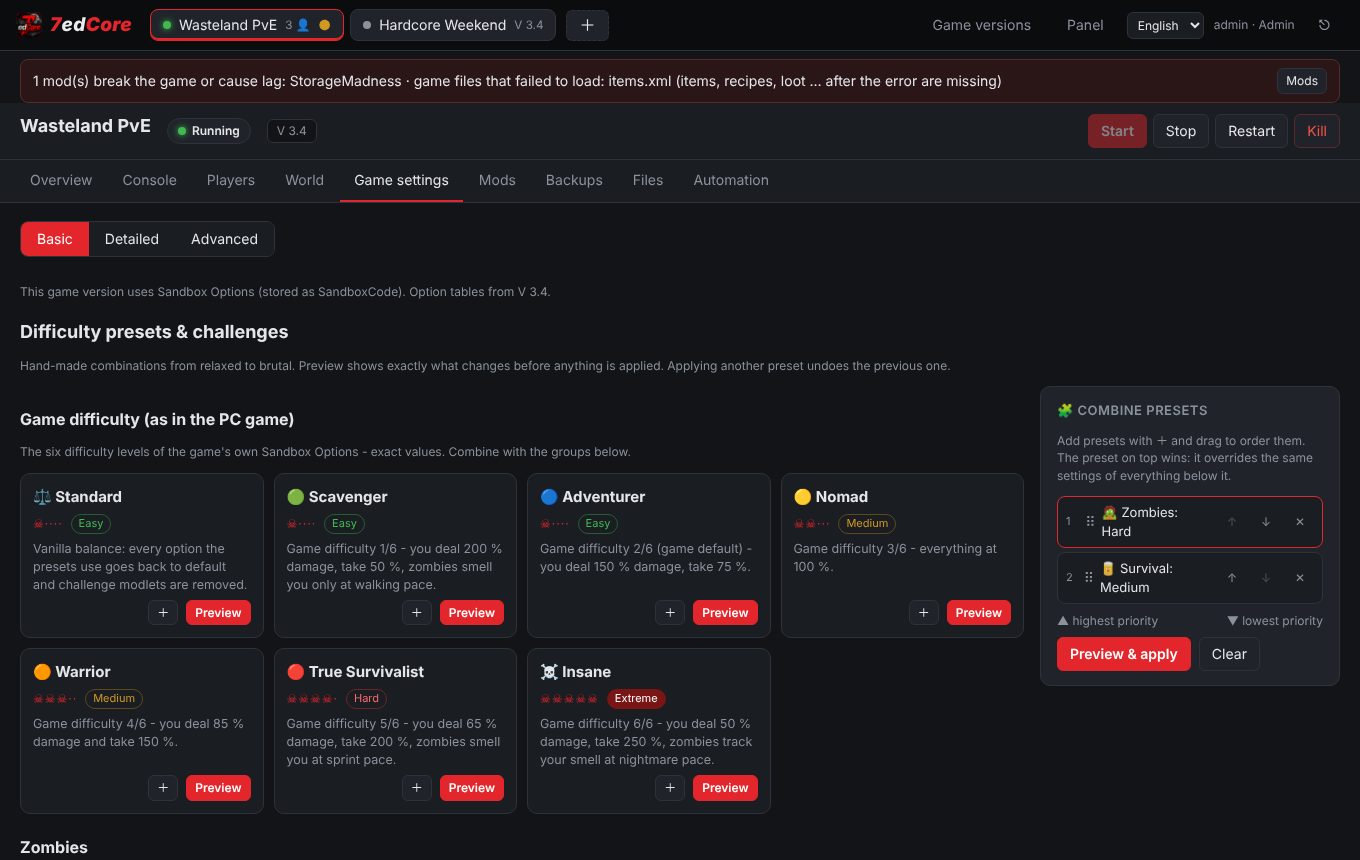 7edCore
Wasteland PvE 3
Hardcore Weekend V 3.4
+
Game versions
Panel
English
admin · Admin
1 mod(s) break the game or cause lag: StorageMadness · game files that failed to load: items.xml (items, recipes, loot ... after the error are missing)
Mods
Wasteland PvE
Running
V 3.4
Start
Stop
Restart
Kill
Overview
Console
Players
World
Game settings
Mods
Backups
Files
Automation
Basic
Detailed
Advanced
This game version uses Sandbox Options (stored as SandboxCode). Option tables from V 3.4.
Difficulty presets & challenges
Hand-made combinations from relaxed to brutal. Preview shows exactly what changes before anything is applied. Applying another preset undoes the previous one.
Game difficulty (as in the PC game)
The six difficulty levels of the game's own Sandbox Options - exact values. Combine with the groups below.
Standard
Easy
Vanilla balance: every option the
presets use goes back to default
and challenge modlets are removed.
+
Preview
Scavenger
Easy
Game difficulty 1/6 - you deal 200 %
damage, take 50 %, zombies smell
you only at walking pace.
+
Preview
Adventurer
Easy
Game difficulty 2/6 (game default) -
you deal 150 % damage, take 75 %.
+
Preview
Nomad
Medium
Game difficulty 3/6 - everything at
100 %.
+
Preview
Warrior
Medium
Game difficulty 4/6 - you deal 85 %
damage and take 150 %.
+
Preview
True Survivalist
Hard
Game difficulty 5/6 - you deal 65 %
damage, take 200 %, zombies smell
you at sprint pace.
+
Preview
Insane
Extreme
Game difficulty 6/6 - you deal 50 %
damage, take 250 %, zombies track
your smell at nightmare pace.
+
Preview
COMBINE PRESETS
Add presets with + and drag to order them.
The preset on top wins: it overrides the same
settings of everything below it.
1 Zombies:
Hard
↑ ↓ ✕
2 Survival:
Medium
↑ ↓ ✕
▲ highest priority
▼ lowest priority
Preview & apply
Clear
Zombies